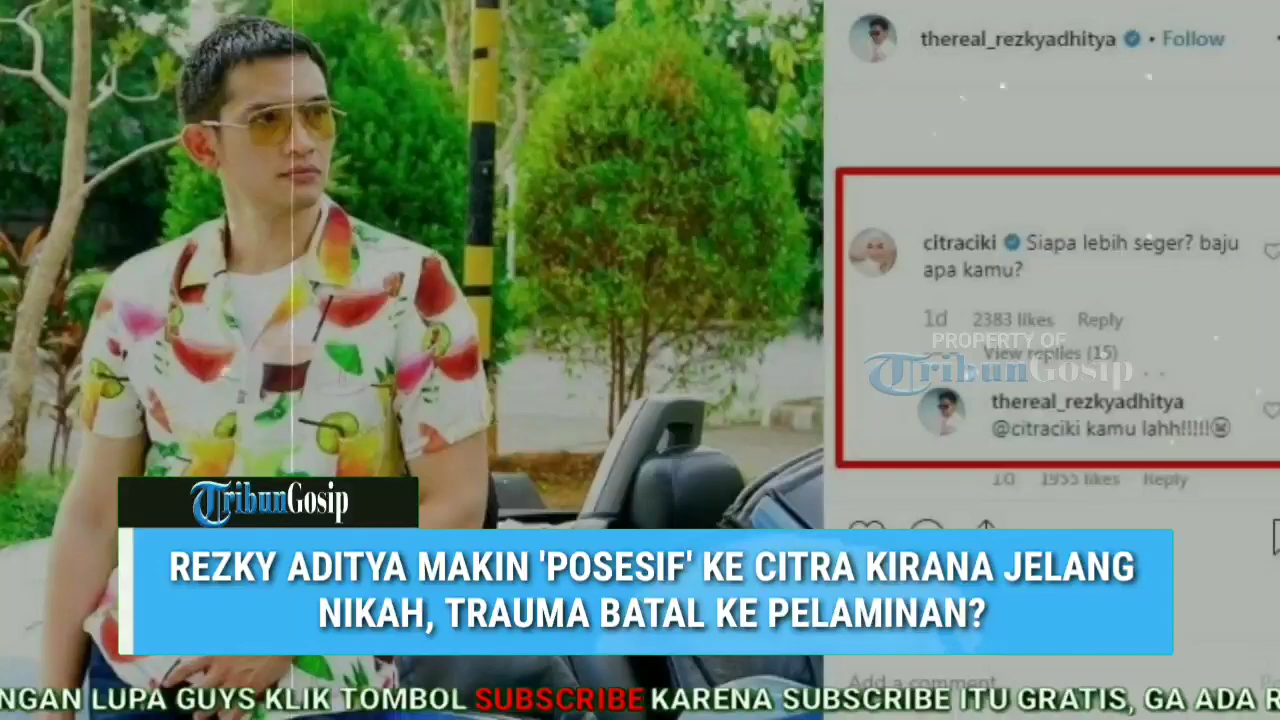 thereal_rezkyadhitya • Follow
citraciki Siapa lebih seger? baju
apa kamu?
1d 2383 likes Reply
PROPERTY OF
View replies (15)
TribunGosip
thereal_rezkyadhitya
@citraciki kamu lahh!!!!!
1d 1955 likes Reply
TribunGosip
REZKY ADITYA MAKIN 'POSESIF' KE CITRA KIRANA JELANG
NIKAH, TRAUMA BATAL KE PELAMINAN?
Add a comment
NGAN LUPA GUYS KLIK TOMBOL SUBSCRIBE KARENA SUBSCRIBE ITU GRATIS, GA ADA R